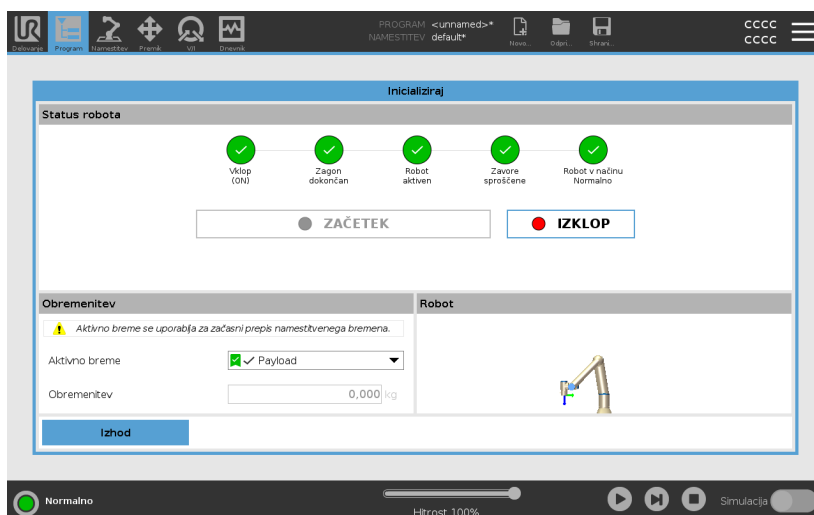 PROGRAM <unnamed>*
NAMESTITEV default*
UR
Delovanje Program Namestitev Premik V/I Dnevnik Novo... Odpri... Shrani...
CCCC
CCCC
Inicializiraj
Status robota
Vklop (ON)
Zagon dokončan
Robot aktiven
Zavore sproščene
Robot v načinu Normalno
ZAČETEK
IZKLOP
Obremenitev
Robot
Aktivno breme se uporablja za začasni prepis namestitvenega bremena.
Aktivno breme Payload
Obremenitev 0,000 kg
Izhod
Normalno
Hitrost 100%
Simulacija